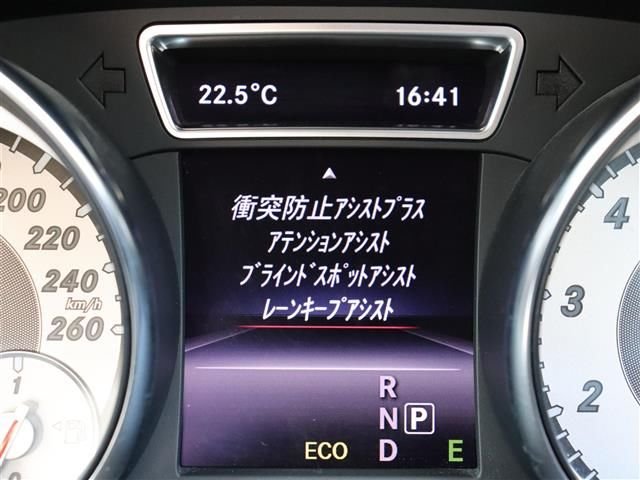 22.5°C 16:41
衝突防止アシストプラス
アテンションアシスト
ブラインドスポットアシスト
レーンキープアシスト
R
N P
ECO D E
200
220
240
km/h
260
1
0
4
3
2